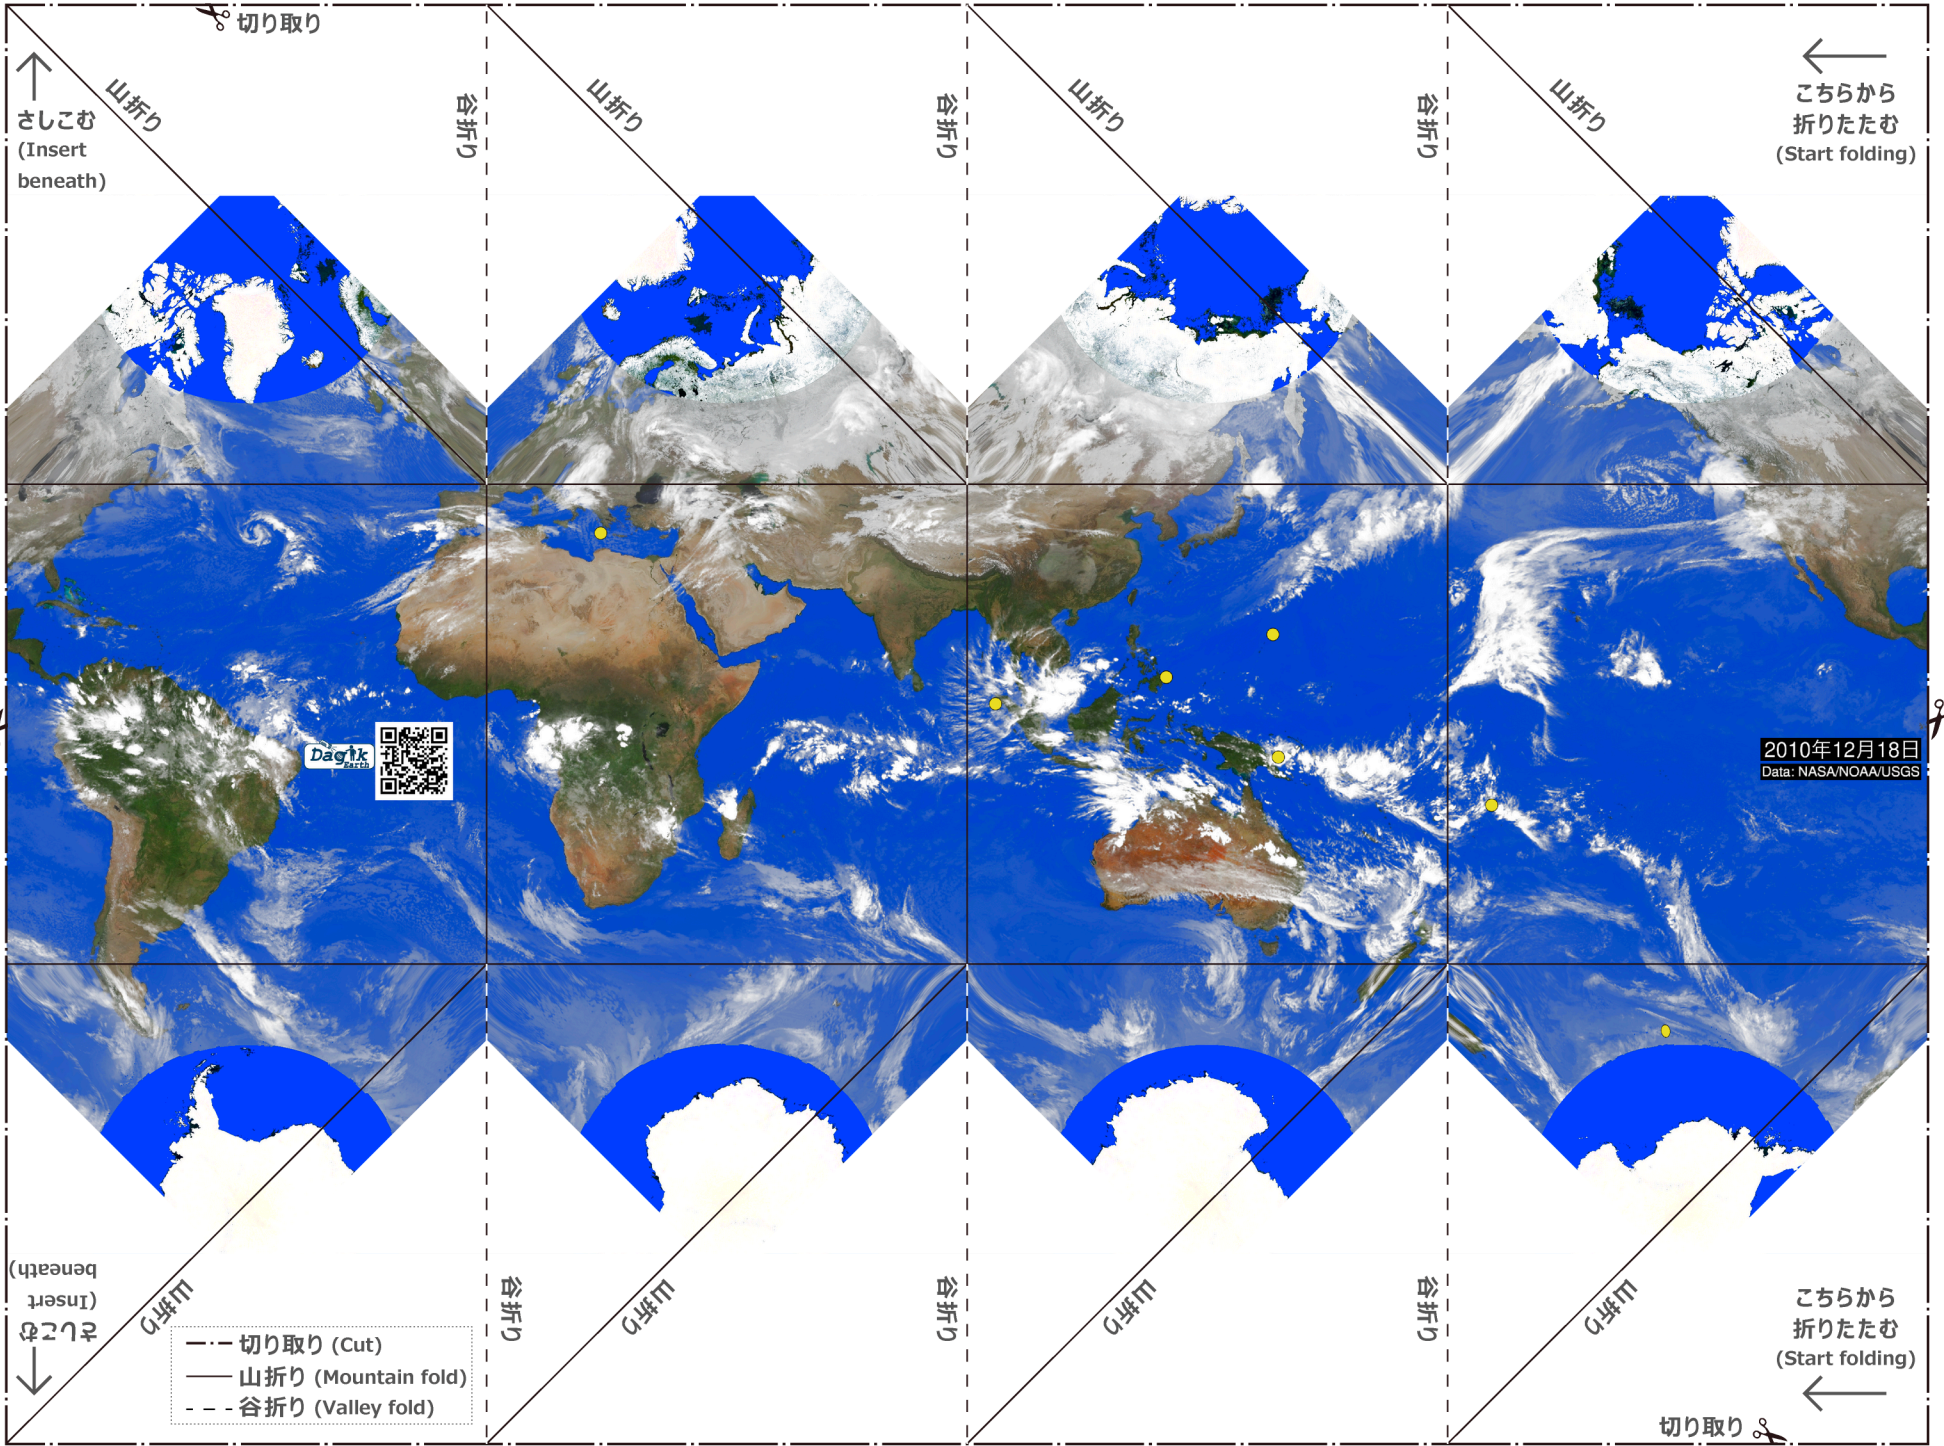 切り取り
山折り
山折り
山折り
山折り
谷折り
谷折り
谷折り
さしこむ
(Insert
beneath)
こちらから
折りたたむ
(Start folding)
Dagik
Earth
2010年12月18日
Data: NASA/NOAA/USGS
さしこむ
(Insert
beneath)
山折り
山折り
山折り
山折り
谷折り
谷折り
谷折り
切り取り (Cut)
山折り (Mountain fold)
谷折り (Valley fold)
こちらから
折りたたむ
(Start folding)
切り取り